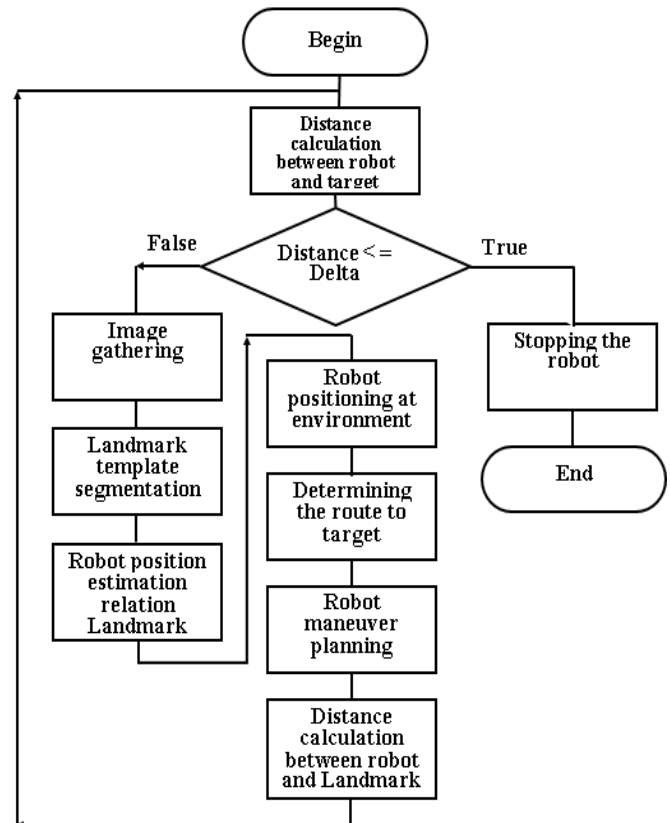 Begin
Distance
calculation
between robot
and target
Distance < =
Delta
False
True
Image
gathering
Landmark
template
segmentation
Robot position
estimation
relation
Landmark
Robot
positioning at
environment
Determining
the route to
target
Robot
maneuver
planning
Distance
calculation
between robot
and Landmark
Stopping the
robot
End